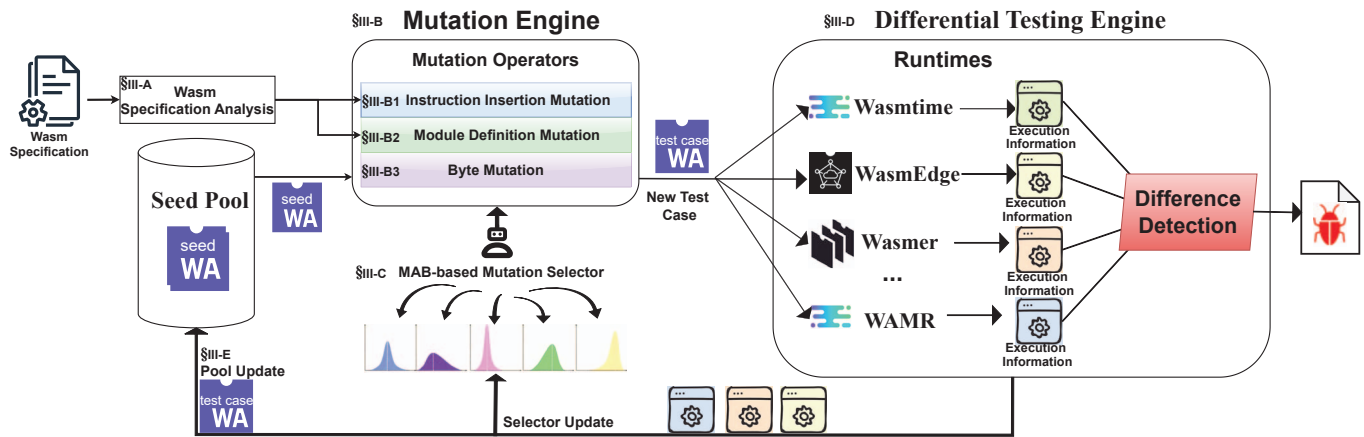 §III-B Mutation Engine
§III-D Differential Testing Engine
Mutation Operators
Runtimes
§III-A
Wasm
Specification Analysis
Wasm
Specification
§III-B1 Instruction Insertion Mutation
§III-B2 Module Definition Mutation
§III-B3 Byte Mutation
Seed Pool
seed
WA
seed
WA
test case
WA
New Test
Case
Wasmtime
Execution
Information
WasmEdge
Execution
Information
Wasmer
Execution
Information
...
WAMR
Execution
Information
Difference
Detection
§III-C MAB-based Mutation Selector
§III-E
Pool Update
test case
WA
Selector Update